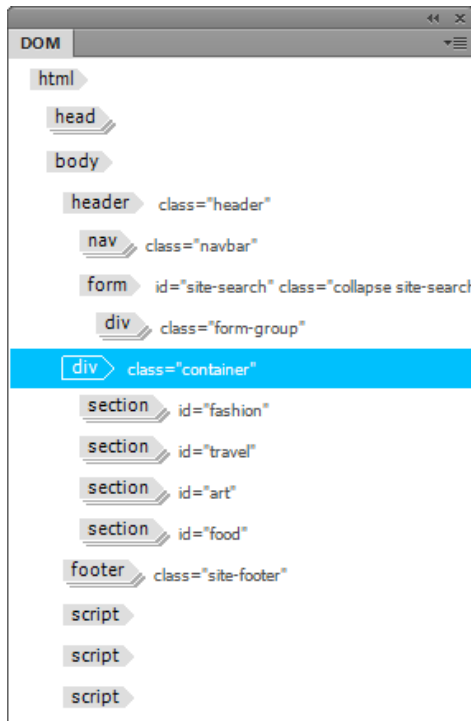 DOM
html
head
body
header class="header"
nav class="navbar"
form id="site-search" class="collapse site-search
div class="form-group"
div class="container"
section id="fashion"
section id="travel"
section id="art"
section id="food"
footer class="site-footer"
script
script
script